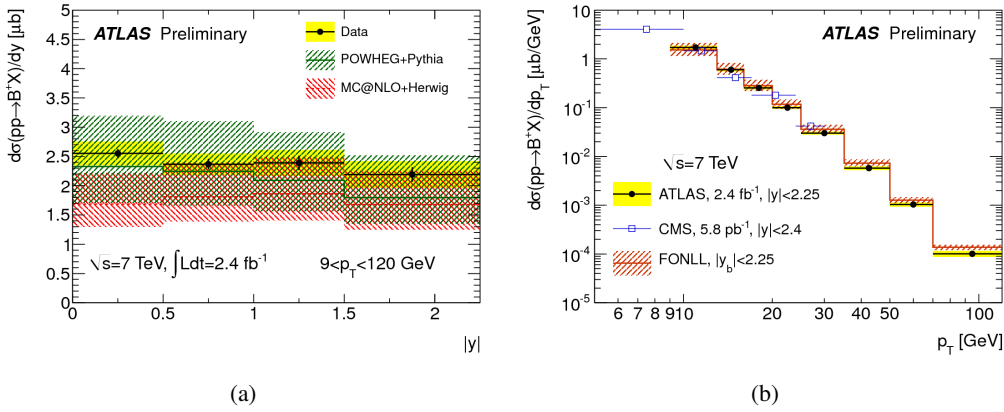 ATLAS Preliminary
Data
POWHEG+Pythia
MC@NLO+Herwig
dσ(pp→B⁺X)/dy [μb]
5
4.5
4
3.5
3
2.5
2
1.5
1
0.5
0
√s=7 TeV, ∫Ldt=2.4 fb⁻¹
9<p_T<120 GeV
0 0.5 1 1.5 2
|y|
(a)
ATLAS Preliminary
dσ(pp→B⁺X)/dp_T [μb/GeV]
10
1
10⁻¹
10⁻²
10⁻³
10⁻⁴
10⁻⁵
√s=7 TeV
ATLAS, 2.4 fb⁻¹, |y|<2.25
CMS, 5.8 pb⁻¹, |y|<2.4
FONLL, |y_b|<2.25
6 7 8 9 10 20 30 40 50 100
p_T [GeV]
(b)